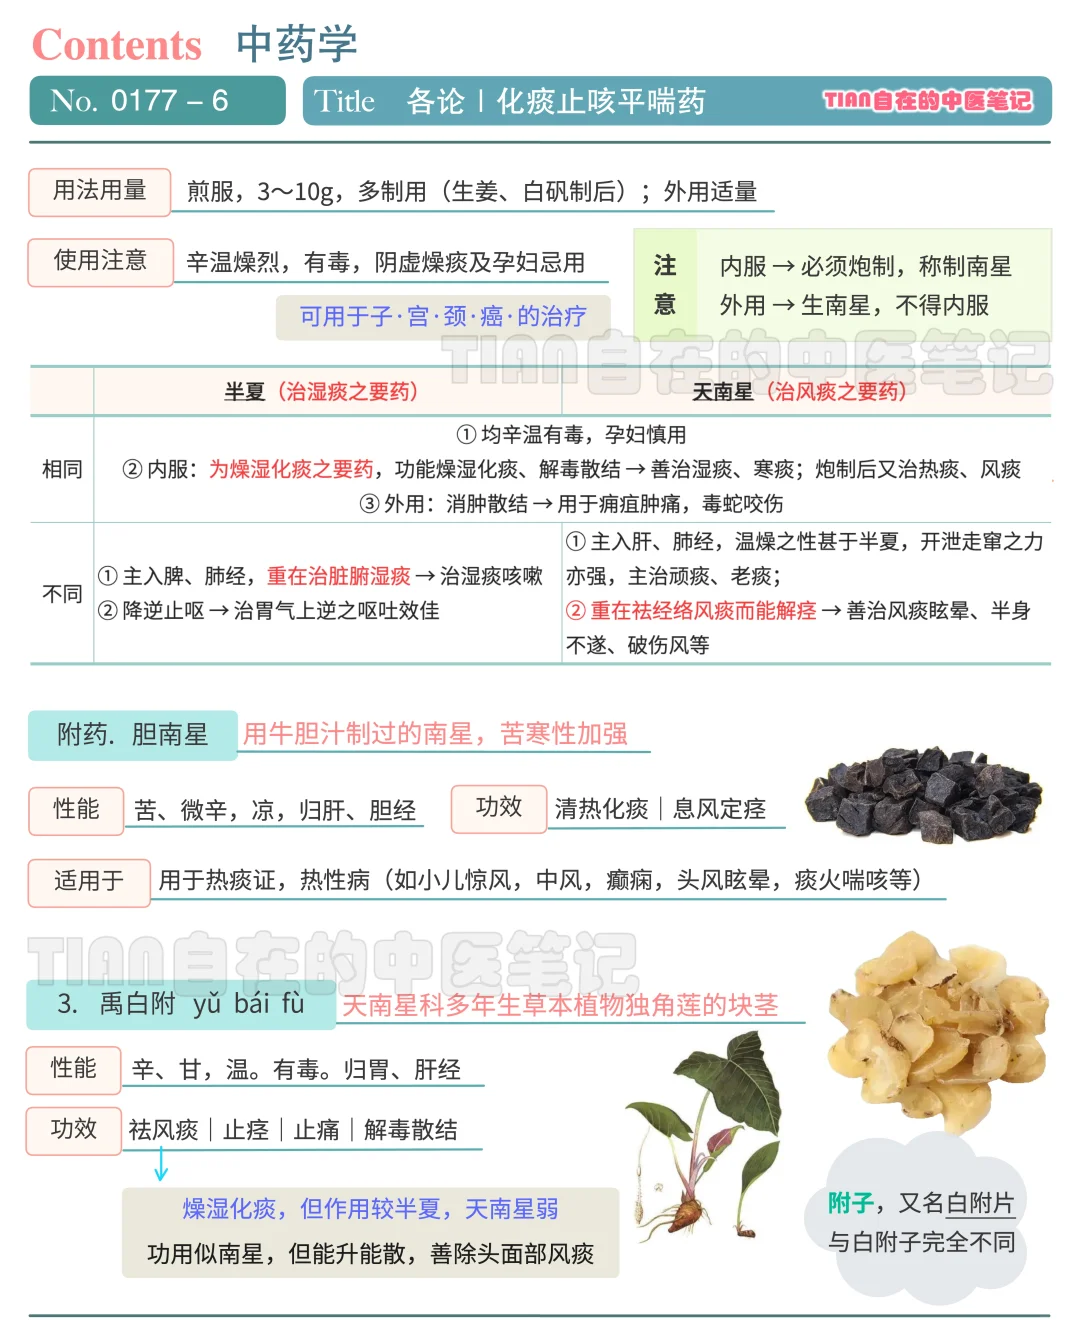 Contents 中药学
No. 0177 – 6
Title 各论 | 化痰止咳平喘药
TIAN自在的中医笔记
用法用量 煎服，3～10g，多制用（生姜、白矾制后）；外用适量
使用注意 辛温燥烈，有毒，阴虚燥痰及孕妇忌用
可用于子·宫·颈·癌·的治疗
注意
内服 → 必须炮制，称制南星
外用 → 生南星，不得内服
TIAN自在的中医笔记
半夏（治湿痰之要药）
天南星（治风痰之要药）
相同
① 均辛温有毒，孕妇慎用
② 内服：为燥湿化痰之要药，功能燥湿化痰、解毒散结 → 善治湿痰、寒痰；炮制后又治热痰、风痰
③ 外用：消肿散结 → 用于痈疽肿痛，毒蛇咬伤
不同
① 主入脾、肺经，重在治脏腑湿痰 → 治湿痰咳嗽
② 降逆止呕 → 治胃气上逆之呕吐效佳
① 主入肝、肺经，温燥之性甚于半夏，开泄走窜之力
亦强，主治顽痰、老痰；
② 重在祛经络风痰而能解痉 → 善治风痰眩晕、半身
不遂、破伤风等
附药. 胆南星 用牛胆汁制过的南星，苦寒性加强
性能 苦、微辛，凉，归肝、胆经
功效 清热化痰｜息风定痉
适用于 用于热痰证，热性病（如小儿惊风，中风，癫痫，头风眩晕，痰火喘咳等）
TIAN自在的中医笔记
3. 禹白附 yǔ bái fù 天南星科多年生草本植物独角莲的块茎
性能 辛、甘，温。有毒。归胃、肝经
功效 祛风痰｜止痉｜止痛｜解毒散结
燥湿化痰，但作用较半夏，天南星弱
功用似南星，但能升能散，善除头面部风痰
附子，又名白附片
与白附子完全不同